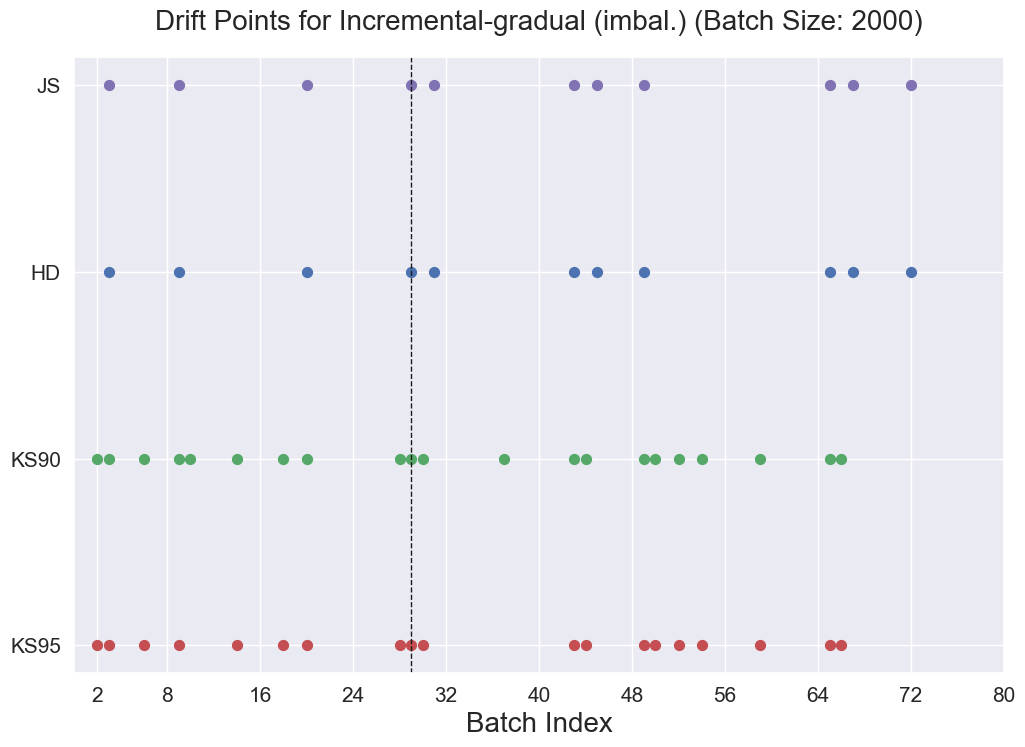 Drift Points for Incremental-gradual (imbal.) (Batch Size: 2000)
JS
HD
KS90
KS95
2 8 16 24 32 40 48 56 64 72 80
Batch Index